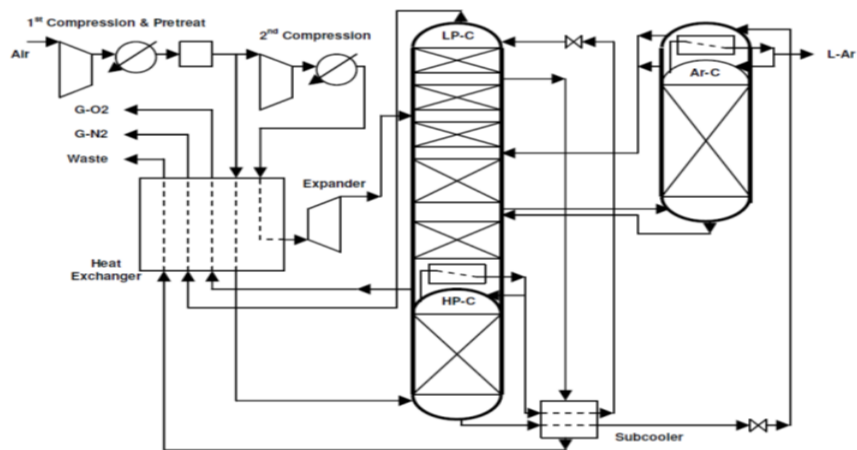 1st Compression & Pretreat
2nd Compression
Air
LP-C
L-Ar
Ar-C
G-O2
G-N2
Waste
Expander
Heat
Exchanger
HP-C
Subcooler